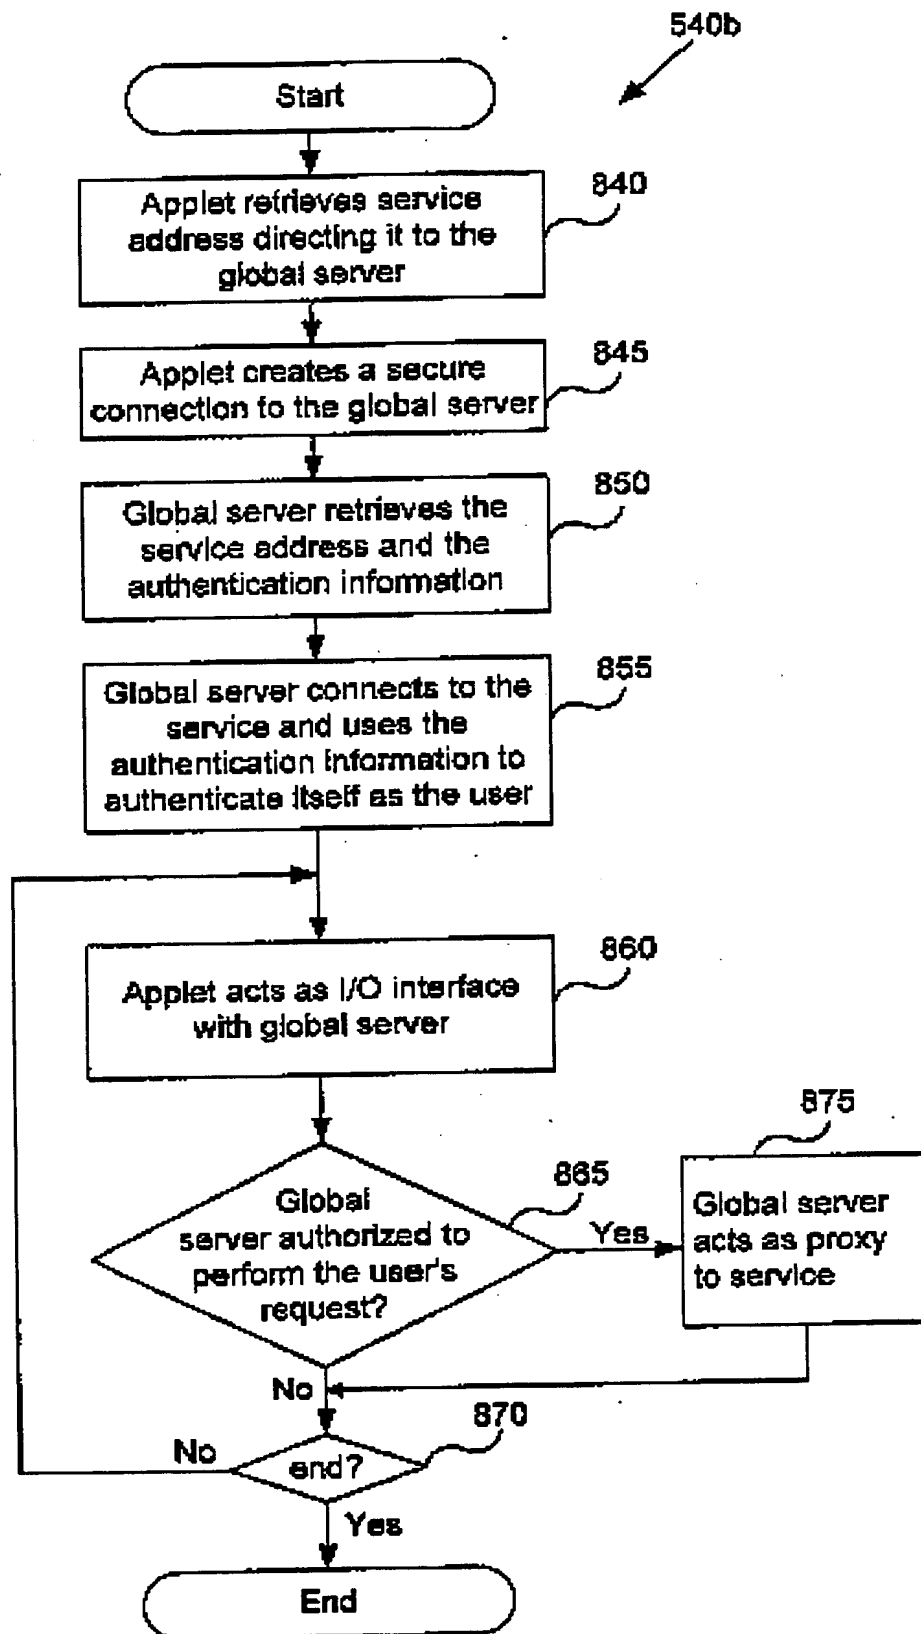 540b
Start
840
Applet retrieves service
address directing it to the
global server
845
Applet creates a secure
connection to the global server
850
Global server retrieves the
service address and the
authentication information
855
Global server connects to the
service and uses the
authentication information to
authenticate itself as the user
860
Applet acts as I/O interface
with global server
875
865
Global
server authorized to
perform the user's
request?
Yes
Global server
acts as proxy
to service
No
870
No
end?
Yes
End